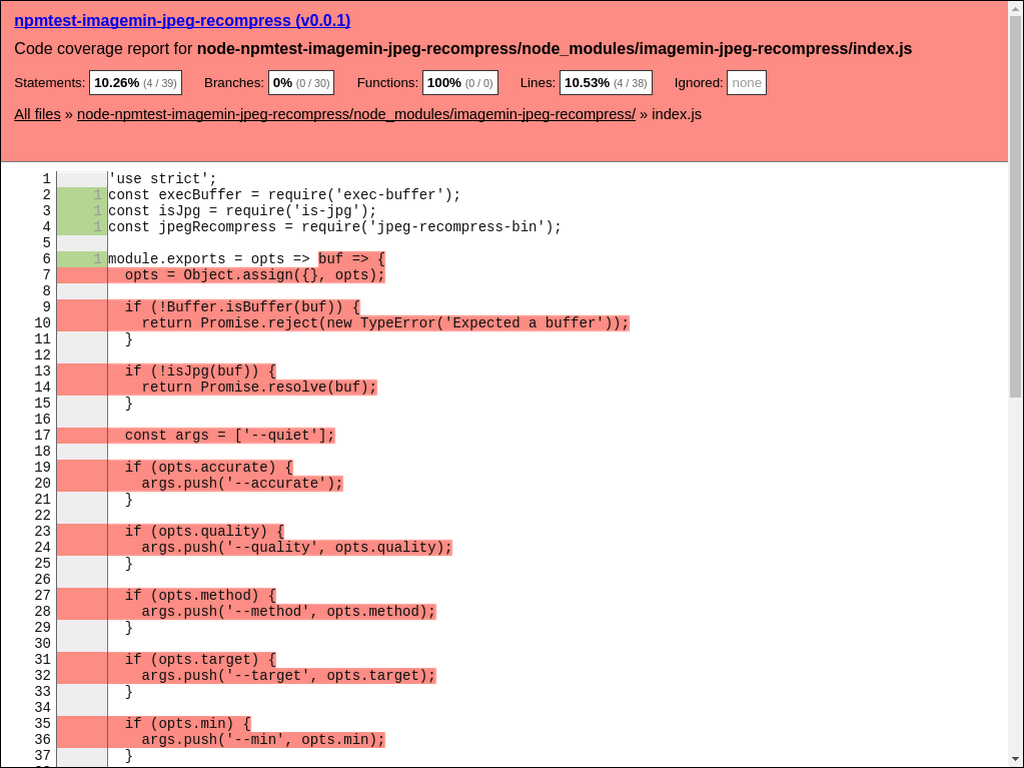 npmtest-imagemin-jpeg-recompress (v0.0.1)
Code coverage report for node-npmtest-imagemin-jpeg-recompress/node_modules/imagemin-jpeg-recompress/index.js
Statements: 10.26% (4 / 39) Branches: 0% (0 / 30) Functions: 100% (0 / 0) Lines: 10.53% (4 / 38) Ignored: none
All files » node-npmtest-imagemin-jpeg-recompress/node_modules/imagemin-jpeg-recompress/ » index.js
1 'use strict';
2 1 const execBuffer = require('exec-buffer');
3 1 const isJpg = require('is-jpg');
4 1 const jpegRecompress = require('jpeg-recompress-bin');
5
6 1 module.exports = opts => buf => {
7   opts = Object.assign({}, opts);
8
9   if (!Buffer.isBuffer(buf)) {
10     return Promise.reject(new TypeError('Expected a buffer'));
11   }
12
13   if (!isJpg(buf)) {
14     return Promise.resolve(buf);
15   }
16
17   const args = ['--quiet'];
18
19   if (opts.accurate) {
20     args.push('--accurate');
21   }
22
23   if (opts.quality) {
24     args.push('--quality', opts.quality);
25   }
26
27   if (opts.method) {
28     args.push('--method', opts.method);
29   }
30
31   if (opts.target) {
32     args.push('--target', opts.target);
33   }
34
35   if (opts.min) {
36     args.push('--min', opts.min);
37   }